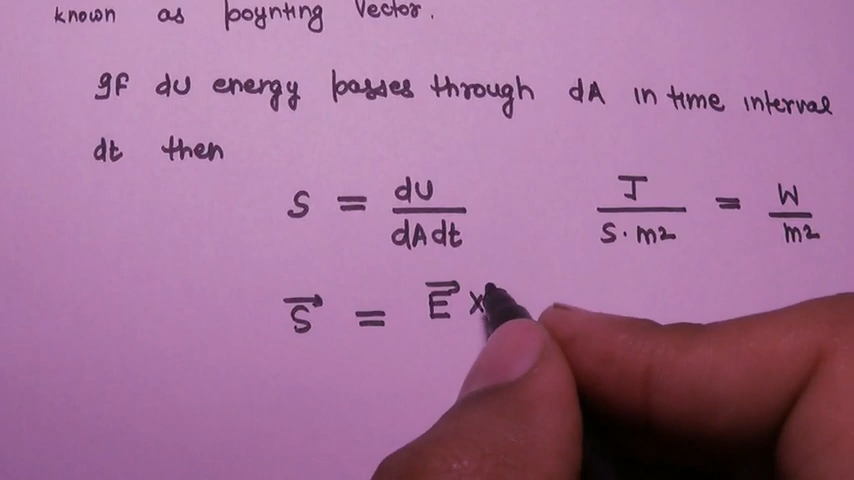 known as poynting Vector.
If dU energy passes through dA in time interval
dt then
S = dU/dAdt J/S·m2 = W/m2
S⃗ = E⃗ ×